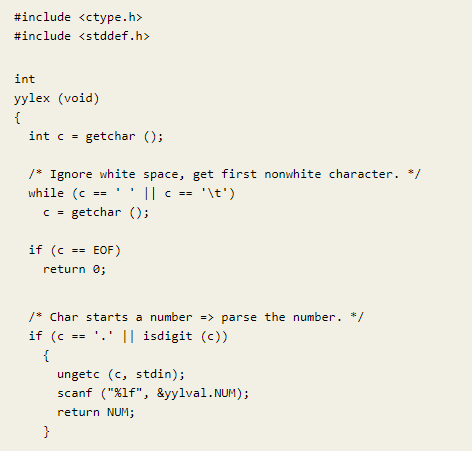 #include <ctype.h>
#include <stddef.h>
int
yylex (void)
{
  int c = getchar ();
  /* Ignore white space, get first nonwhite character. */
  while (c == ' ' || c == '\t')
    c = getchar ();
  if (c == EOF)
    return 0;
  /* Char starts a number => parse the number. */
  if (c == '.' || isdigit (c))
    {
      ungetc (c, stdin);
      scanf ("%lf", &yylval.NUM);
      return NUM;
    }